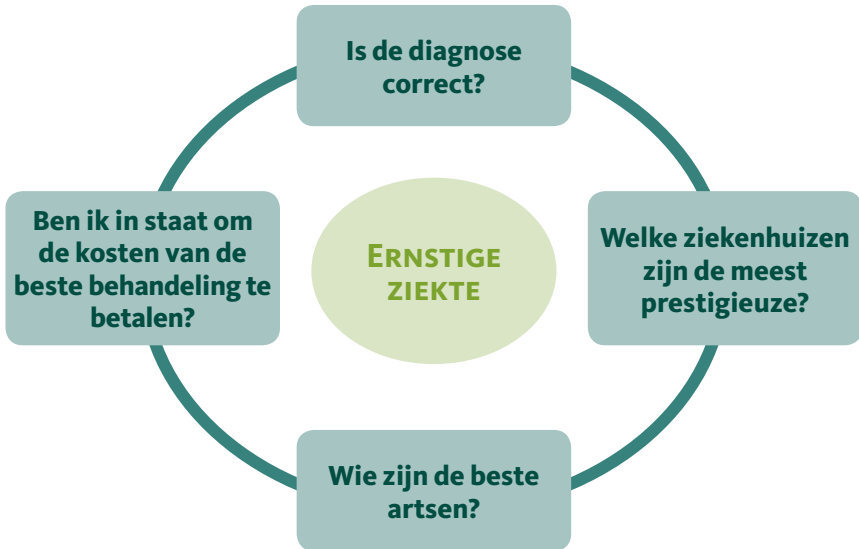 Is de diagnose
correct?
Ben ik in staat om
de kosten van de
beste behandeling te
betalen?
ERNSTIGE
ZIEKTE
Welke ziekenhuizen
zijn de meest
prestigieuze?
Wie zijn de beste
artsen?